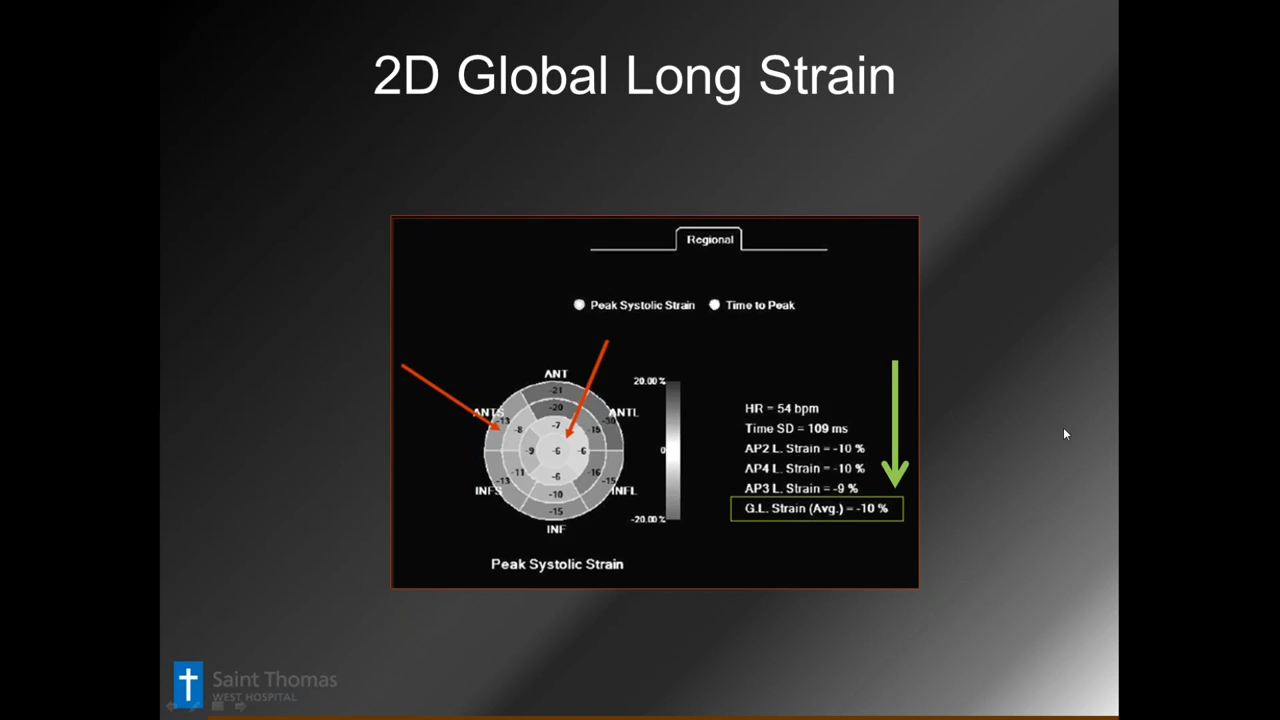 2D Global Long Strain
Regional
Peak Systolic Strain
Time to Peak
ANT
20.00 %
-21
ANTS
-20
ANTL
HR = 54 bpm
-13
-8
-7
-15
-30
Time SD = 109 ms
-9
-6
-6
0
AP2 L. Strain = -10 %
-11
-6
-16
AP4 L. Strain = -10 %
-13
-10
-15
INFS
INFL
AP3 L. Strain = -9 %
-15
G.L. Strain (Avg.) = -10 %
-20.00 %
INF
Peak Systolic Strain
Saint Thomas
WEST HOSPITAL